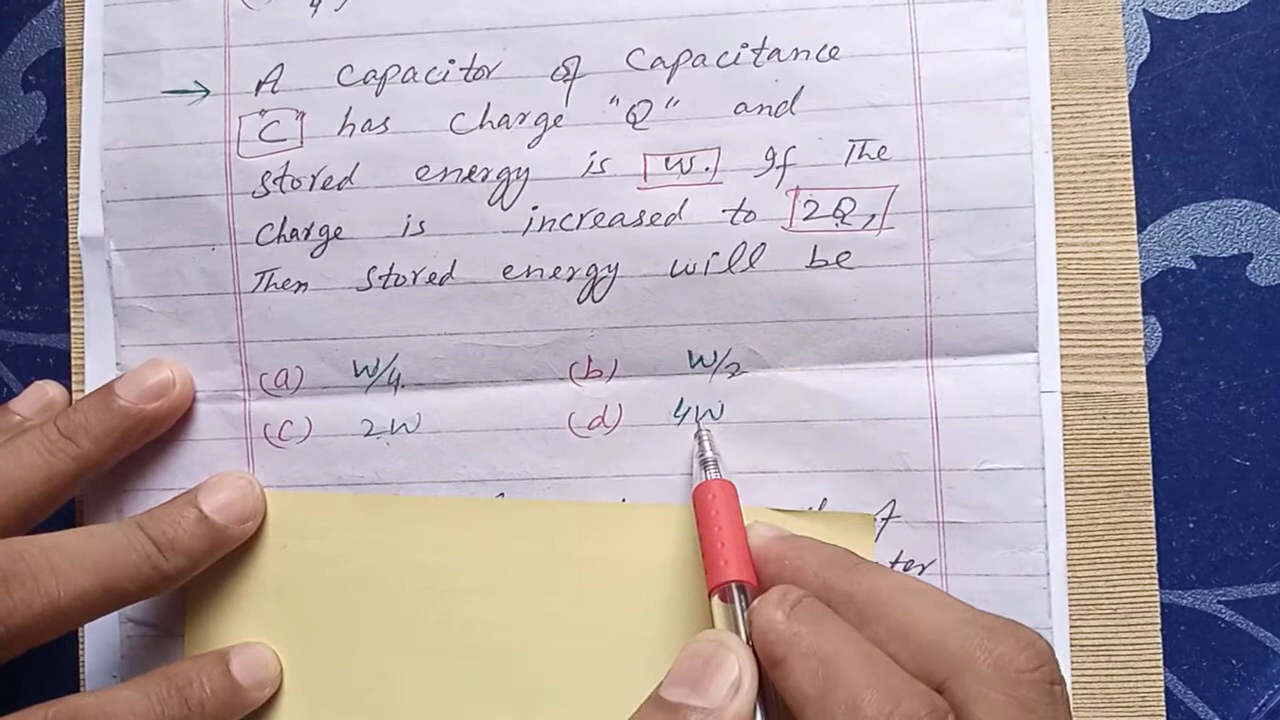 → A capacitor of capacitance
"C" has charge "Q" and
stored energy is W. If The
charge is increased to 2Q,
Then stored energy will be
(a) W/4 (b) W/2
(c) 2W (d) 4W